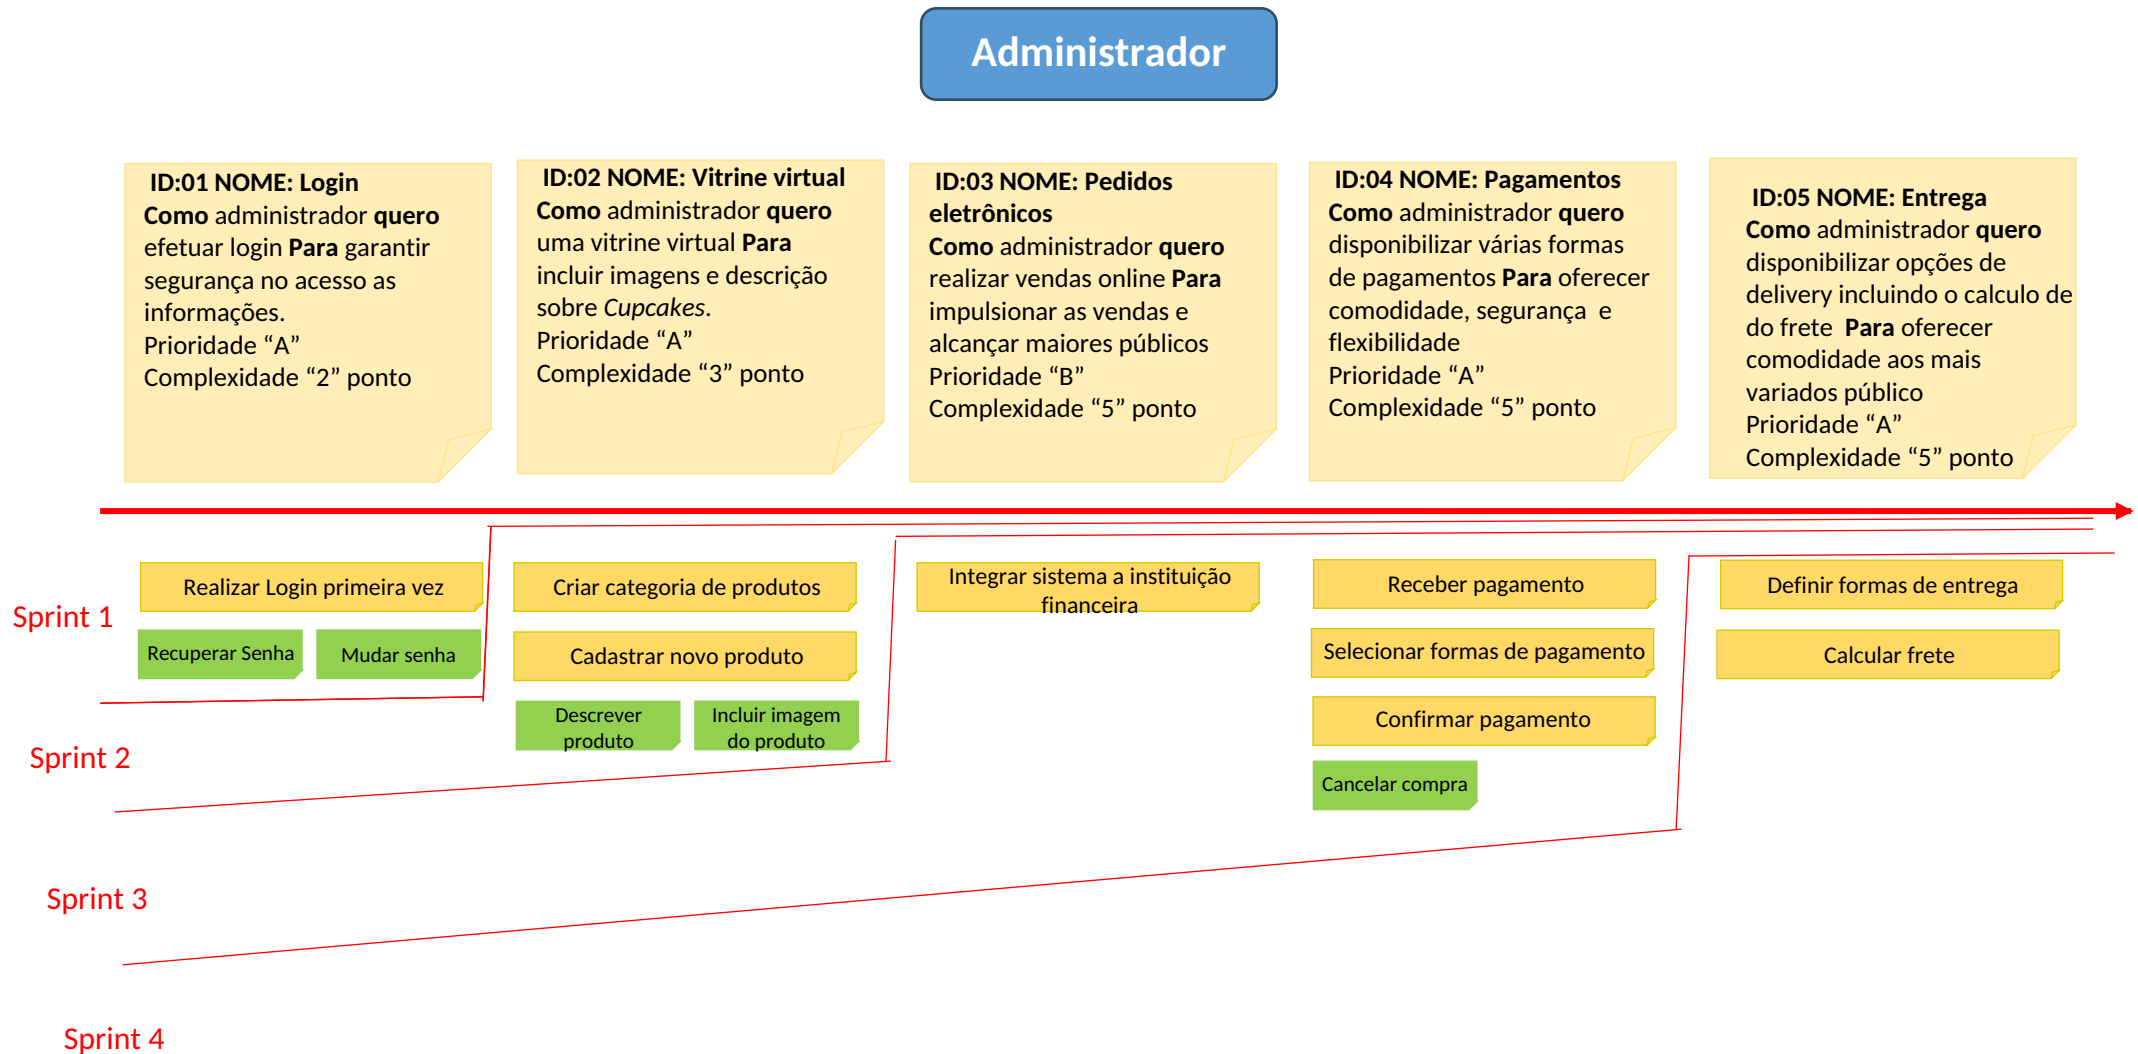 Administrador
ID:01 NOME: Login
Como administrador quero
efetuar login Para garantir
segurança no acesso as
informações.
Prioridade “A”
Complexidade “2” ponto
ID:02 NOME: Vitrine virtual
Como administrador quero
uma vitrine virtual Para
incluir imagens e descrição
sobre Cupcakes.
Prioridade “A”
Complexidade “3” ponto
ID:03 NOME: Pedidos
eletrônicos
Como administrador quero
realizar vendas online Para
impulsionar as vendas e
alcançar maiores públicos
Prioridade “B”
Complexidade “5” ponto
ID:04 NOME: Pagamentos
Como administrador quero
disponibilizar várias formas
de pagamentos Para oferecer
comodidade, segurança  e
flexibilidade
Prioridade “A”
Complexidade “5” ponto
ID:05 NOME: Entrega
Como administrador quero
disponibilizar opções de
delivery incluindo o calculo de
do frete  Para oferecer
comodidade aos mais
variados público
Prioridade “A”
Complexidade “5” ponto
Sprint 1
Realizar Login primeira vez
Recuperar Senha
Mudar senha
Criar categoria de produtos
Cadastrar novo produto
Descrever
produto
Incluir imagem
do produto
Integrar sistema a instituição
financeira
Receber pagamento
Selecionar formas de pagamento
Confirmar pagamento
Cancelar compra
Definir formas de entrega
Calcular frete
Sprint 2
Sprint 3
Sprint 4